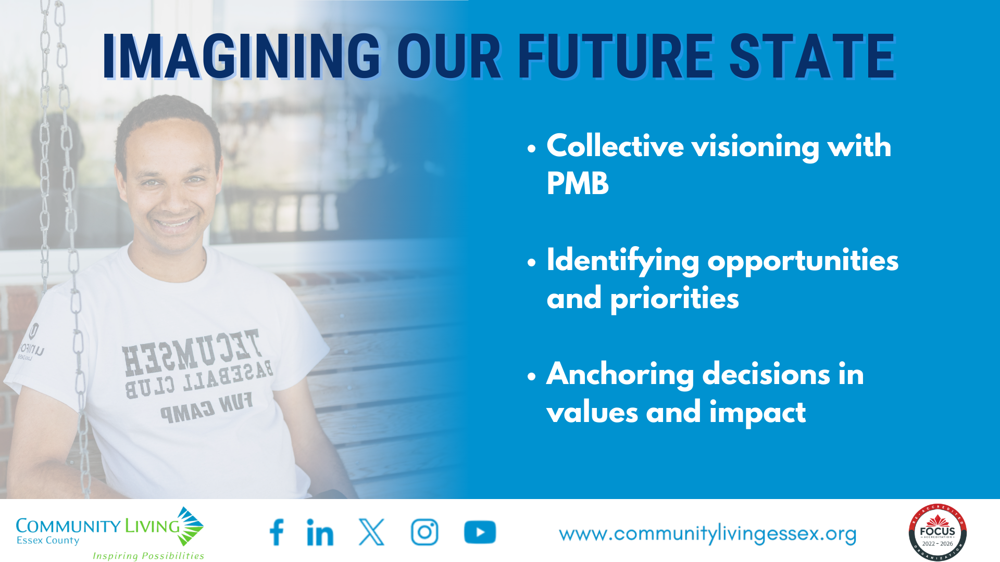 IMAGINING OUR FUTURE STATE
• Collective visioning with
PMB
• Identifying opportunities
and priorities
• Anchoring decisions in
values and impact
TECUMSEH
BASEBALL CLUB
FUN CAMP
U
COMMUNITY LIVING
Essex County
Inspiring Possibilities
f
in
X
www.communitylivingessex.org
RE-ACCREDITED
FOCUS
ACCREDITATION
2022 - 2026
ORGANIZATION